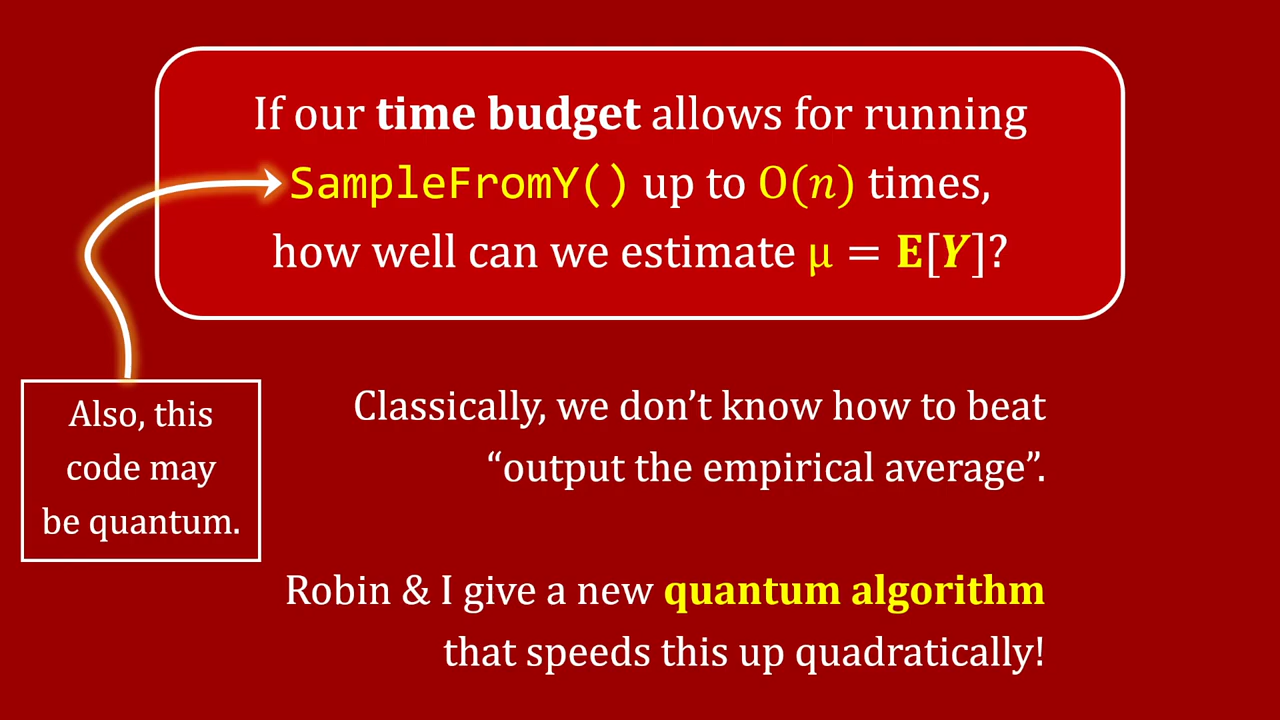 If our time budget allows for running
SampleFromY() up to O(n) times,
how well can we estimate μ = E[Y]?
Also, this
code may
be quantum.
Classically, we don’t know how to beat
“output the empirical average”.
Robin & I give a new quantum algorithm
that speeds this up quadratically!